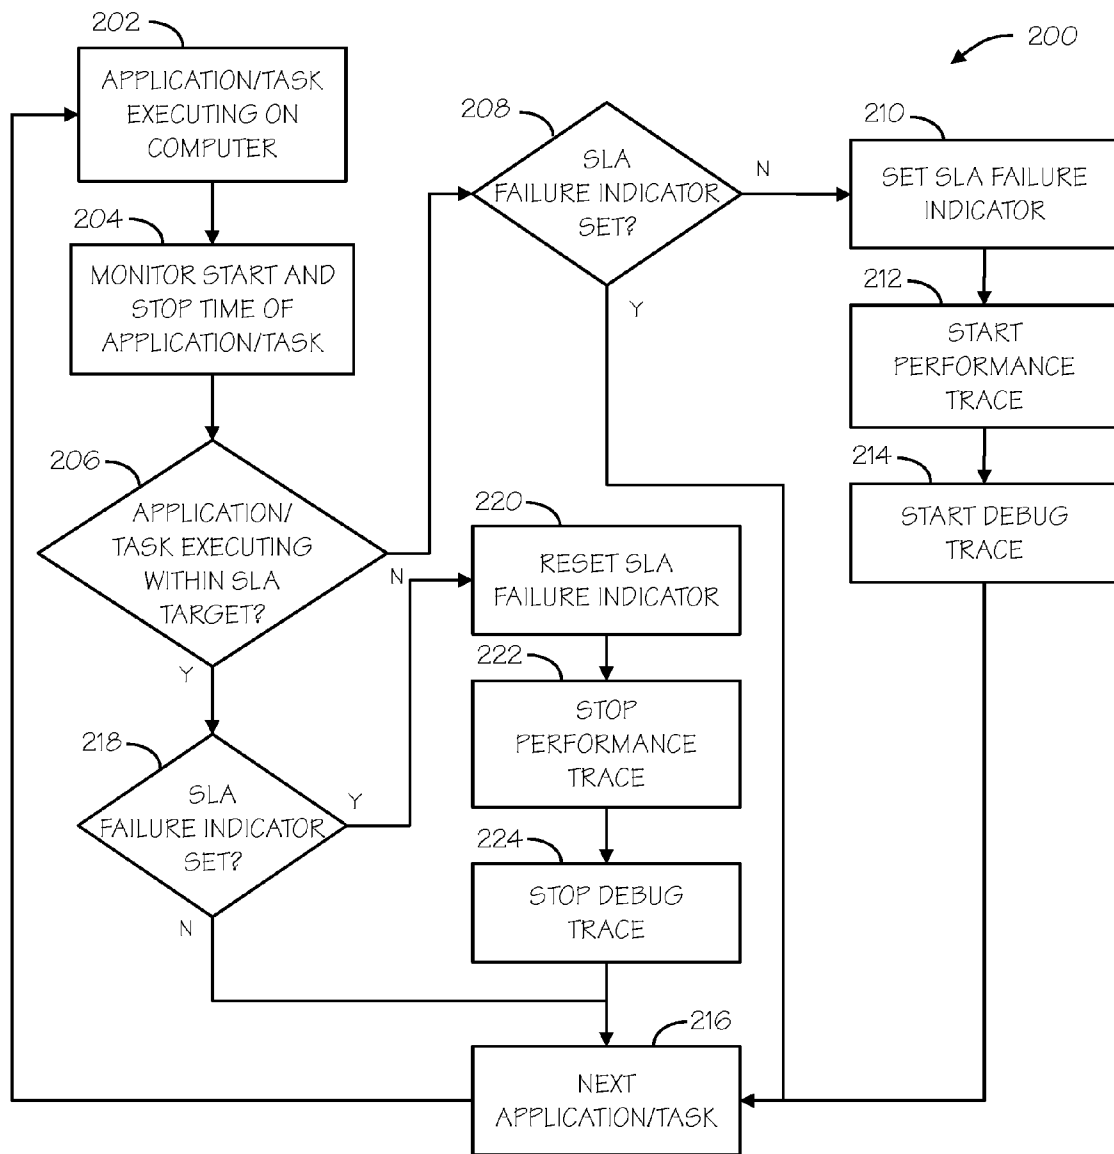 200
202
APPLICATION/TASK
EXECUTING ON
COMPUTER
204
MONITOR START AND
STOP TIME OF
APPLICATION/TASK
206
APPLICATION/
TASK EXECUTING
WITHIN SLA
TARGET?
N
Y
208
SLA
FAILURE INDICATOR
SET?
N
Y
210
SET SLA FAILURE
INDICATOR
212
START
PERFORMANCE
TRACE
214
START DEBUG
TRACE
218
SLA
FAILURE INDICATOR
SET?
Y
N
220
RESET SLA
FAILURE INDICATOR
222
STOP
PERFORMANCE
TRACE
224
STOP DEBUG
TRACE
216
NEXT
APPLICATION/TASK